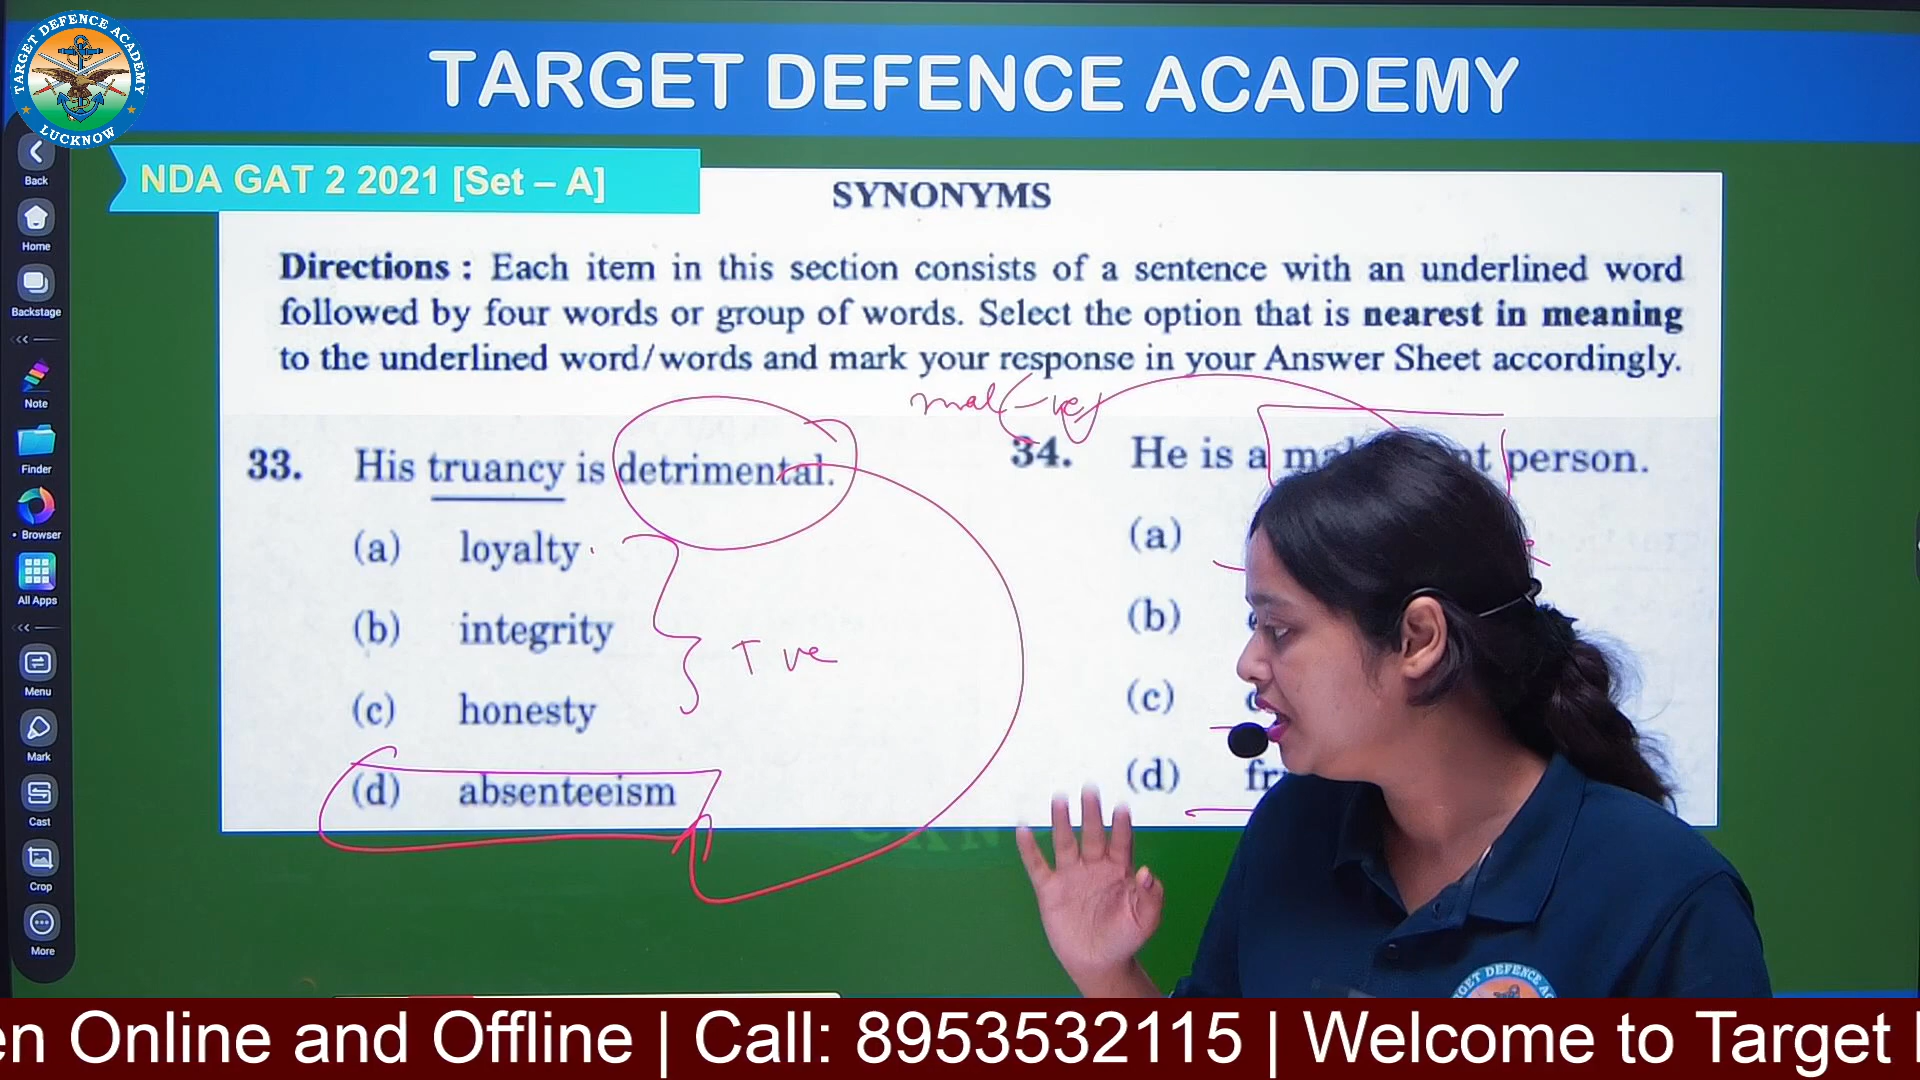 TARGET DEFENCE ACADEMY
LUCKNOW
TARGET DEFENCE ACADEMY
NDA GAT 2 2021 [Set – A]
SYNONYMS
Directions : Each item in this section consists of a sentence with an underlined word
followed by four words or group of words. Select the option that is nearest in meaning
to the underlined word/words and mark your response in your Answer Sheet accordingly.
mal (-ve)
33. His truancy is detrimental.
(a) loyalty
(b) integrity
(c) honesty
(d) absenteeism
+ ve
34. He is a person.
(a)
(b)
(c)
(d)
Back
Home
Backstage
Note
Finder
Browser
All Apps
Menu
Mark
Cast
Crop
More
Online and Offline | Call: 8953532115 | Welcome to Target